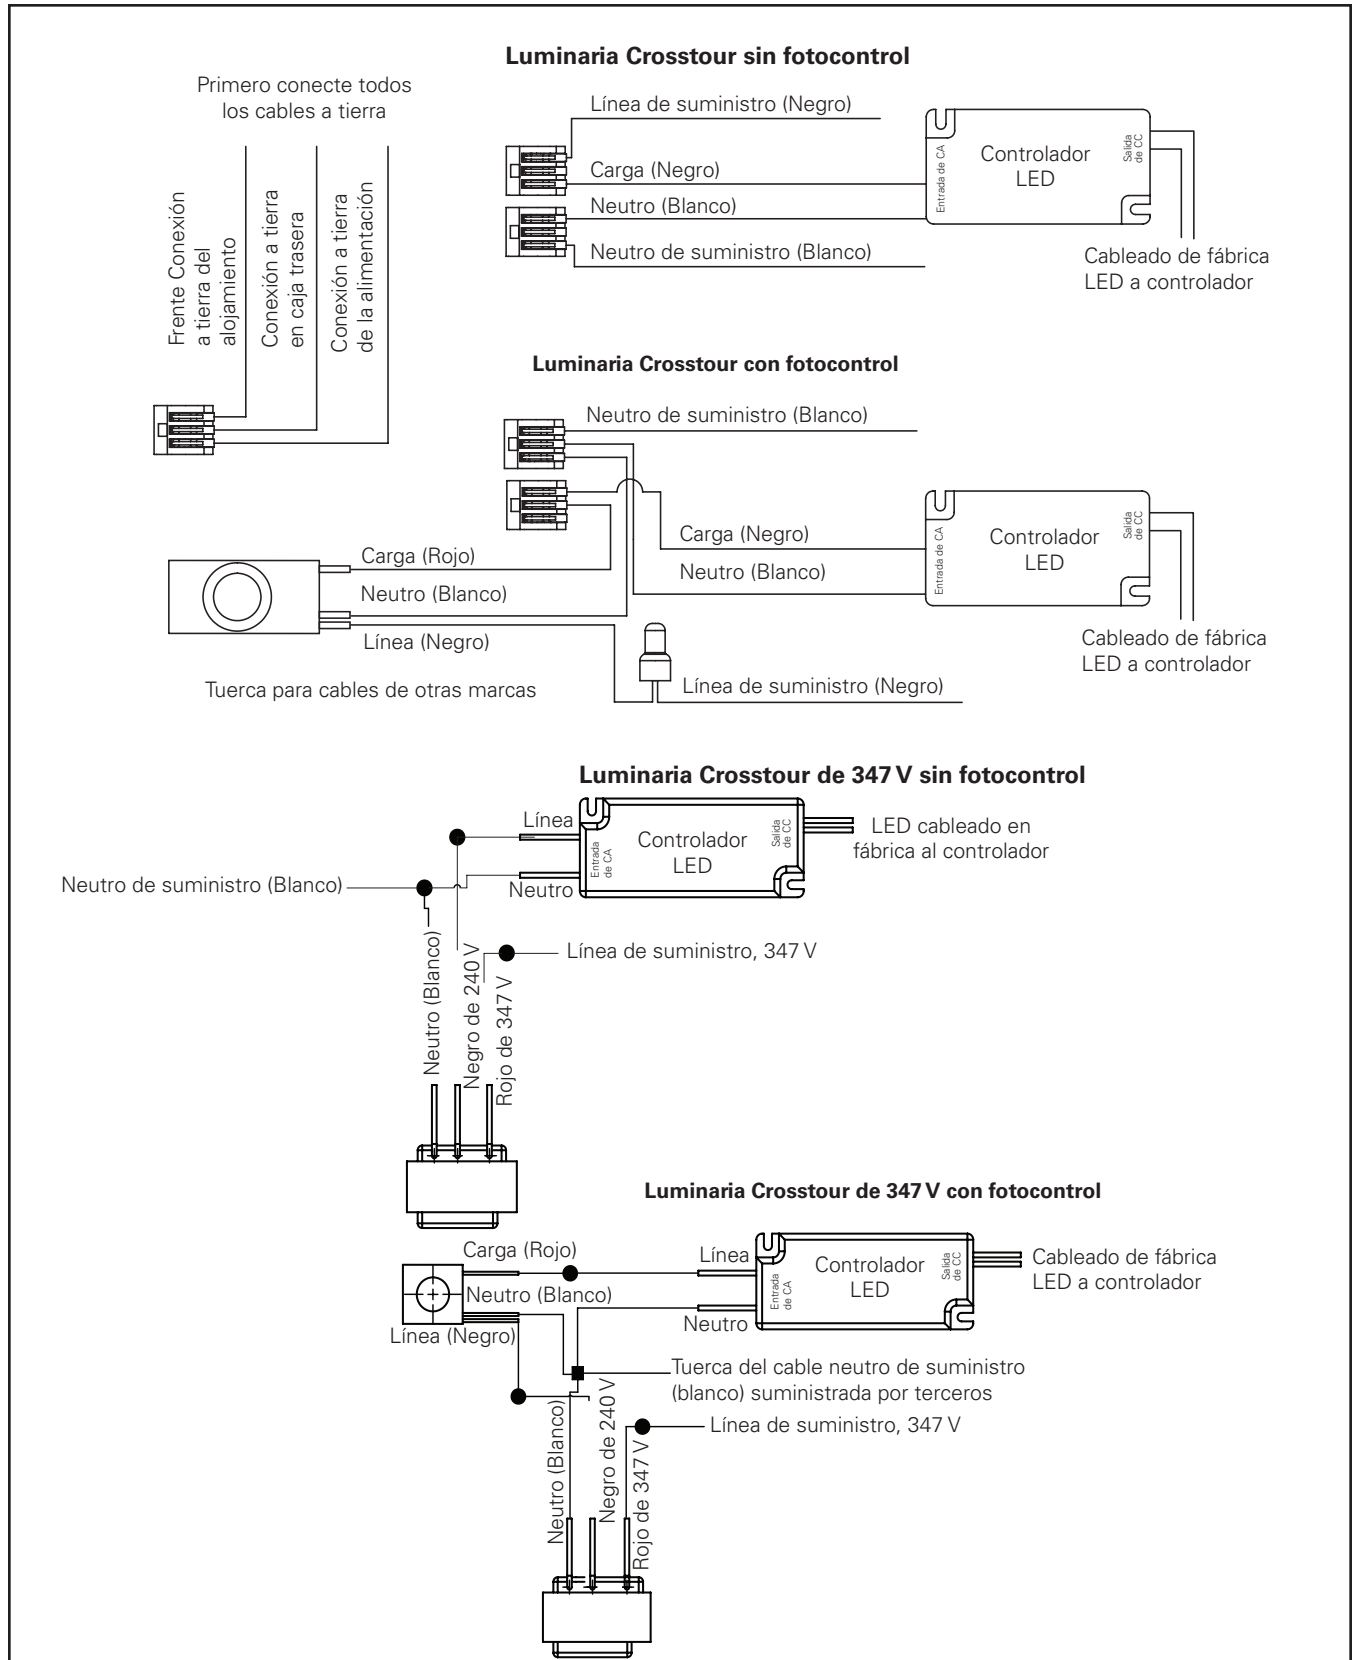 Luminaria Crosstour sin fotocontrol
Primero conecte todos
los cables a tierra
Frente Conexión
a tierra del
alojamiento
Conexión a tierra
en caja trasera
Conexión a tierra
de la alimentación
Línea de suministro (Negro)
Carga (Negro)
Neutro (Blanco)
Neutro de suministro (Blanco)
Entrada de CA
Controlador
LED
Salida
de CC
Cableado de fábrica
LED a controlador
Luminaria Crosstour con fotocontrol
Neutro de suministro (Blanco)
Carga (Negro)
Neutro (Blanco)
Entrada de CA
Controlador
LED
Salida
de CC
Cableado de fábrica
LED a controlador
Carga (Rojo)
Neutro (Blanco)
Línea (Negro)
Tuerca para cables de otras marcas
Línea de suministro (Negro)
Luminaria Crosstour de 347 V sin fotocontrol
Línea
Neutro
Entrada
de CA
Controlador
LED
Salida
de CC
LED cableado en
fábrica al controlador
Neutro de suministro (Blanco)
Línea de suministro, 347 V
Neutro (Blanco)
Negro de 240 V
Rojo de 347 V
Luminaria Crosstour de 347 V con fotocontrol
Carga (Rojo)
Neutro (Blanco)
Línea (Negro)
Línea
Neutro
Entrada
de CA
Controlador
LED
Salida
de CC
Cableado de fábrica
LED a controlador
Tuerca del cable neutro de suministro
(blanco) suministrada por terceros
Línea de suministro, 347 V
Neutro (Blanco)
Negro de 240 V
Rojo de 347 V